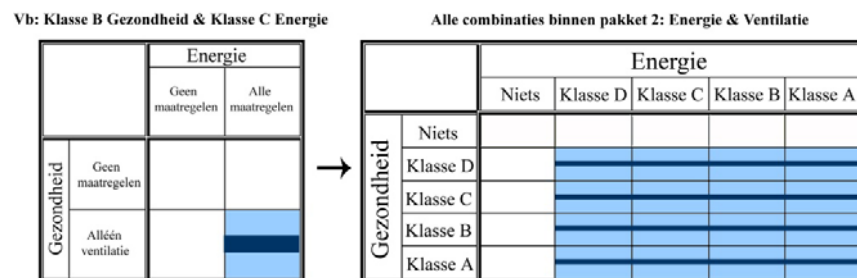 Vb: Klasse B Gezondheid & Klasse C Energie
Energie
Geen maatregelen
Alle maatregelen
Gezondheid
Geen maatregelen
Alléén ventilatie
→
Alle combinaties binnen pakket 2: Energie & Ventilatie
Energie
Niets Klasse D Klasse C Klasse B Klasse A
Gezondheid
Niets
Klasse D
Klasse C
Klasse B
Klasse A